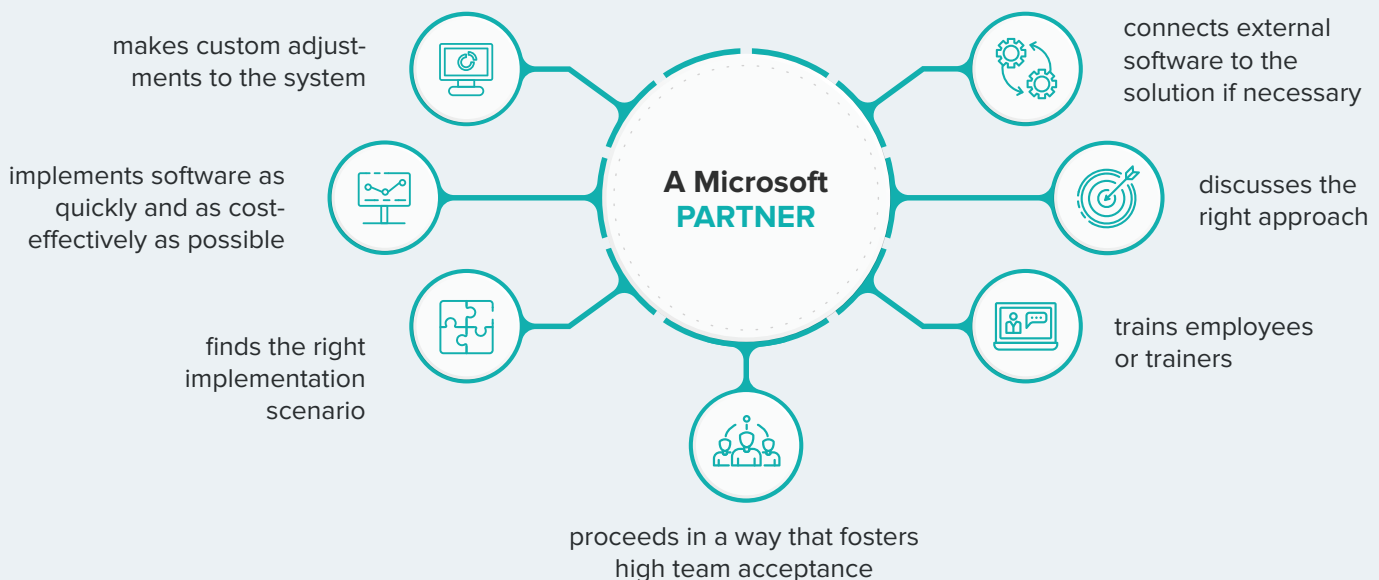 makes custom adjust-
ments to the system
implements software as
quickly and as cost-
effectively as possible
finds the right
implementation
scenario
A Microsoft
PARTNER
proceeds in a way that fosters
high team acceptance
connects external
software to the
solution if necessary
discusses the
right approach
trains employees
or trainers